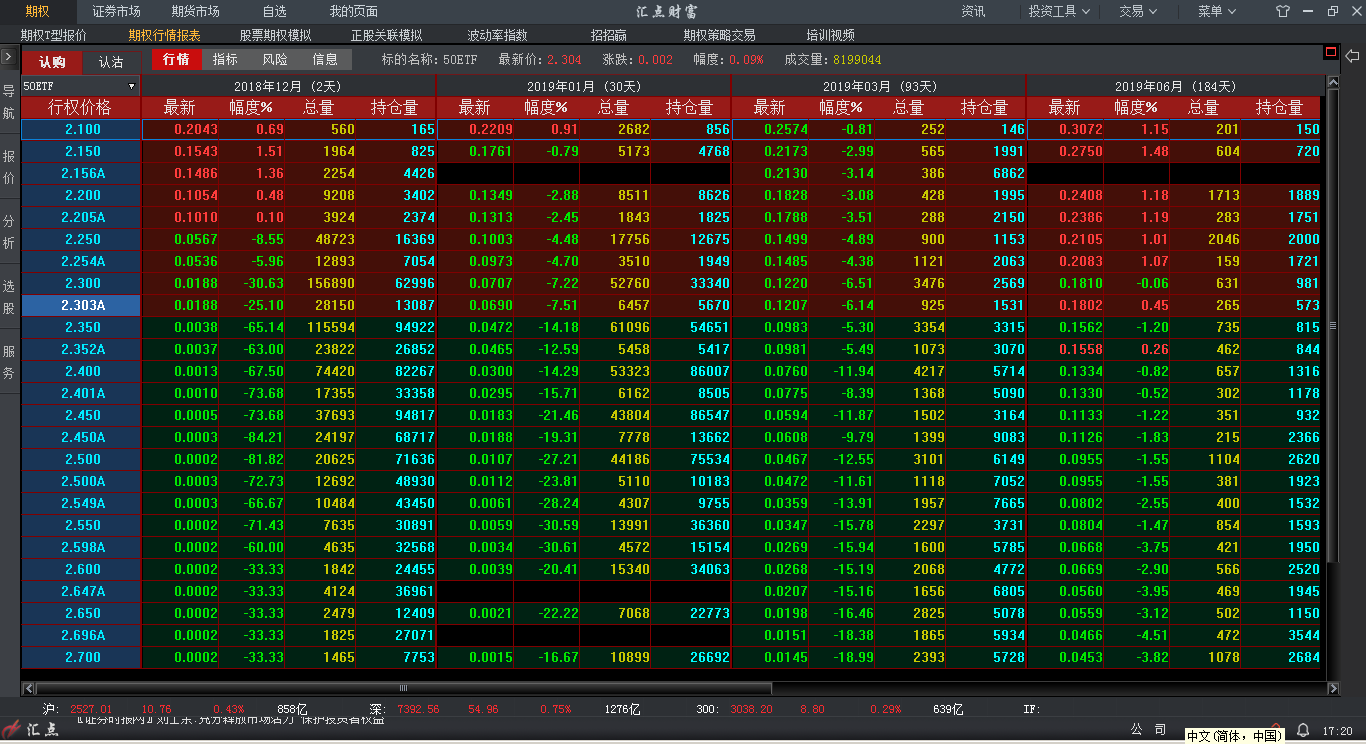 期权 证券市场 期货市场 自选 我的页面 汇点财富 资讯 投资工具 交易 菜单
期权T型报价 期权行情报表 股票期权模拟 正股关联模拟 波动率指数 招招赢 期权策略交易 培训视频
认购 认沽 行情 指标 风险 信息 标的名称: 50ETF 最新价: 2.304 涨跌: 0.002 幅度: 0.09% 成交量: 8199044
导航
报价
分析
选股
服务
50ETF 2018年12月 (2天) 2019年01月 (30天) 2019年03月 (93天) 2019年06月 (184天)
行权价格 最新 幅度% 总量 持仓量 最新 幅度% 总量 持仓量 最新 幅度% 总量 持仓量 最新 幅度% 总量 持仓量
2.100 0.2043 0.69 560 165 0.2209 0.91 2682 856 0.2574 -0.81 252 146 0.3072 1.15 201 150
2.150 0.1543 1.51 1964 825 0.1761 -0.79 5173 4768 0.2173 -2.99 565 1991 0.2750 1.48 604 720
2.156A 0.1486 1.36 2254 4426 0.2130 -3.14 386 6862
2.200 0.1054 0.48 9208 3402 0.1349 -2.88 8511 8626 0.1828 -3.08 428 1995 0.2408 1.18 1713 1889
2.205A 0.1010 0.10 3924 2374 0.1313 -2.45 1843 1825 0.1788 -3.51 288 2150 0.2386 1.19 283 1751
2.250 0.0567 -8.55 48723 16369 0.1003 -4.48 17756 12675 0.1499 -4.89 900 1153 0.2105 1.01 2046 2000
2.254A 0.0536 -5.96 12893 7054 0.0973 -4.70 3510 1949 0.1485 -4.38 1121 2063 0.2083 1.07 159 1721
2.300 0.0188 -30.63 156890 62996 0.0707 -7.22 52760 33340 0.1220 -6.51 3476 2569 0.1810 -0.06 631 981
2.303A 0.0188 -25.10 28150 13087 0.0690 -7.51 6457 5670 0.1207 -6.14 925 1531 0.1802 0.45 265 573
2.350 0.0038 -65.14 115594 94922 0.0472 -14.18 61096 54651 0.0983 -5.30 3354 3315 0.1562 -1.20 735 815
2.352A 0.0037 -63.00 23822 26852 0.0465 -12.59 5458 5417 0.0981 -5.49 1073 3070 0.1558 0.26 462 844
2.400 0.0013 -67.50 74420 82267 0.0300 -14.29 53323 86007 0.0760 -11.94 4217 5714 0.1334 -0.82 657 1316
2.401A 0.0010 -73.68 17355 33358 0.0295 -15.71 6162 8505 0.0775 -8.39 1368 5090 0.1330 -0.52 302 1178
2.450 0.0005 -73.68 37693 94817 0.0183 -21.46 43804 86547 0.0594 -11.87 1502 3164 0.1133 -1.22 351 932
2.450A 0.0003 -84.21 24197 68717 0.0188 -19.31 7778 13662 0.0608 -9.79 1399 9083 0.1126 -1.83 215 2366
2.500 0.0002 -81.82 20625 71636 0.0107 -27.21 44186 75534 0.0467 -12.55 3101 6149 0.0955 -1.55 1104 2620
2.500A 0.0003 -72.73 12692 48930 0.0112 -23.81 5110 10183 0.0472 -11.61 1118 7052 0.0955 -1.55 381 1923
2.549A 0.0003 -66.67 10484 43450 0.0061 -28.24 4307 9755 0.0359 -13.91 1957 7665 0.0802 -2.55 400 1532
2.550 0.0002 -71.43 7635 30891 0.0059 -30.59 13991 36360 0.0347 -15.78 2297 3731 0.0804 -1.47 854 1593
2.598A 0.0002 -60.00 4635 32568 0.0034 -30.61 4572 15154 0.0269 -15.94 1600 5785 0.0668 -3.75 421 1950
2.600 0.0002 -33.33 1842 24455 0.0039 -20.41 15340 34063 0.0268 -15.19 2068 4772 0.0669 -2.90 566 2520
2.647A 0.0002 -33.33 4124 36961 0.0207 -15.16 1656 6805 0.0560 -3.95 469 1945
2.650 0.0002 -33.33 2479 12409 0.0021 -22.22 7068 22773 0.0198 -16.46 2825 5078 0.0559 -3.12 502 1150
2.696A 0.0002 -33.33 1825 27071 0.0151 -18.38 1865 5934 0.0466 -4.51 472 3544
2.700 0.0002 -33.33 1465 7753 0.0015 -16.67 10899 26692 0.0145 -18.99 2393 5728 0.0453 -3.82 1078 2684
沪: 2527.01 10.76 0.43% 858亿 深: 7392.56 54.96 0.75% 1276亿 300: 3038.20 8.80 0.29% 639亿 IF:
汇点 公 司 17:20
中文(简体，中国)